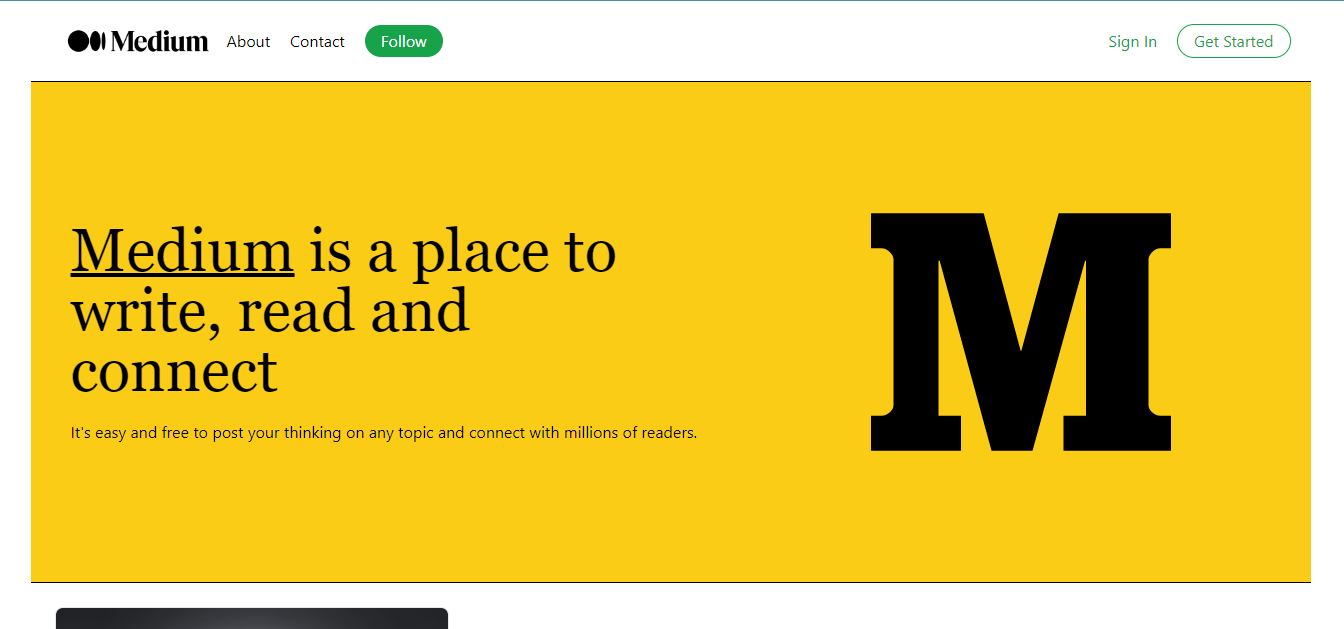 Medium About Contact Follow Sign In Get Started
Medium is a place to
write, read and
connect
It's easy and free to post your thinking on any topic and connect with millions of readers.
M